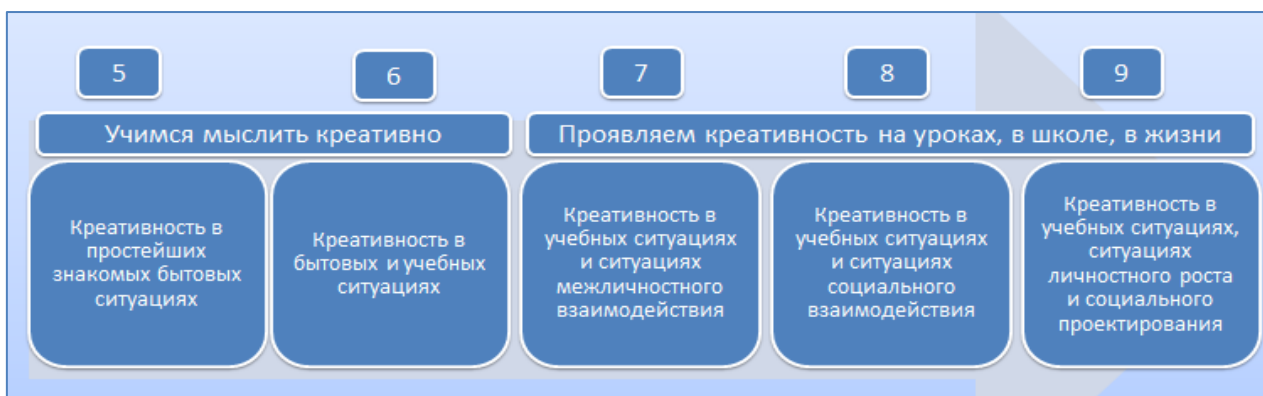 5
6
7
8
9
Учимся мыслить креативно
Проявляем креативность на уроках, в школе, в жизни
Креативность в
простейших
знакомых бытовых
ситуациях
Креативность в
бытовых и учебных
ситуациях
Креативность в
учебных ситуациях
и ситуациях
межличностного
взаимодействия
Креативность в
учебных ситуациях
и ситуациях
социального
взаимодействия
Креативность в
учебных ситуациях,
ситуациях
личностного роста
и социального
проектирования